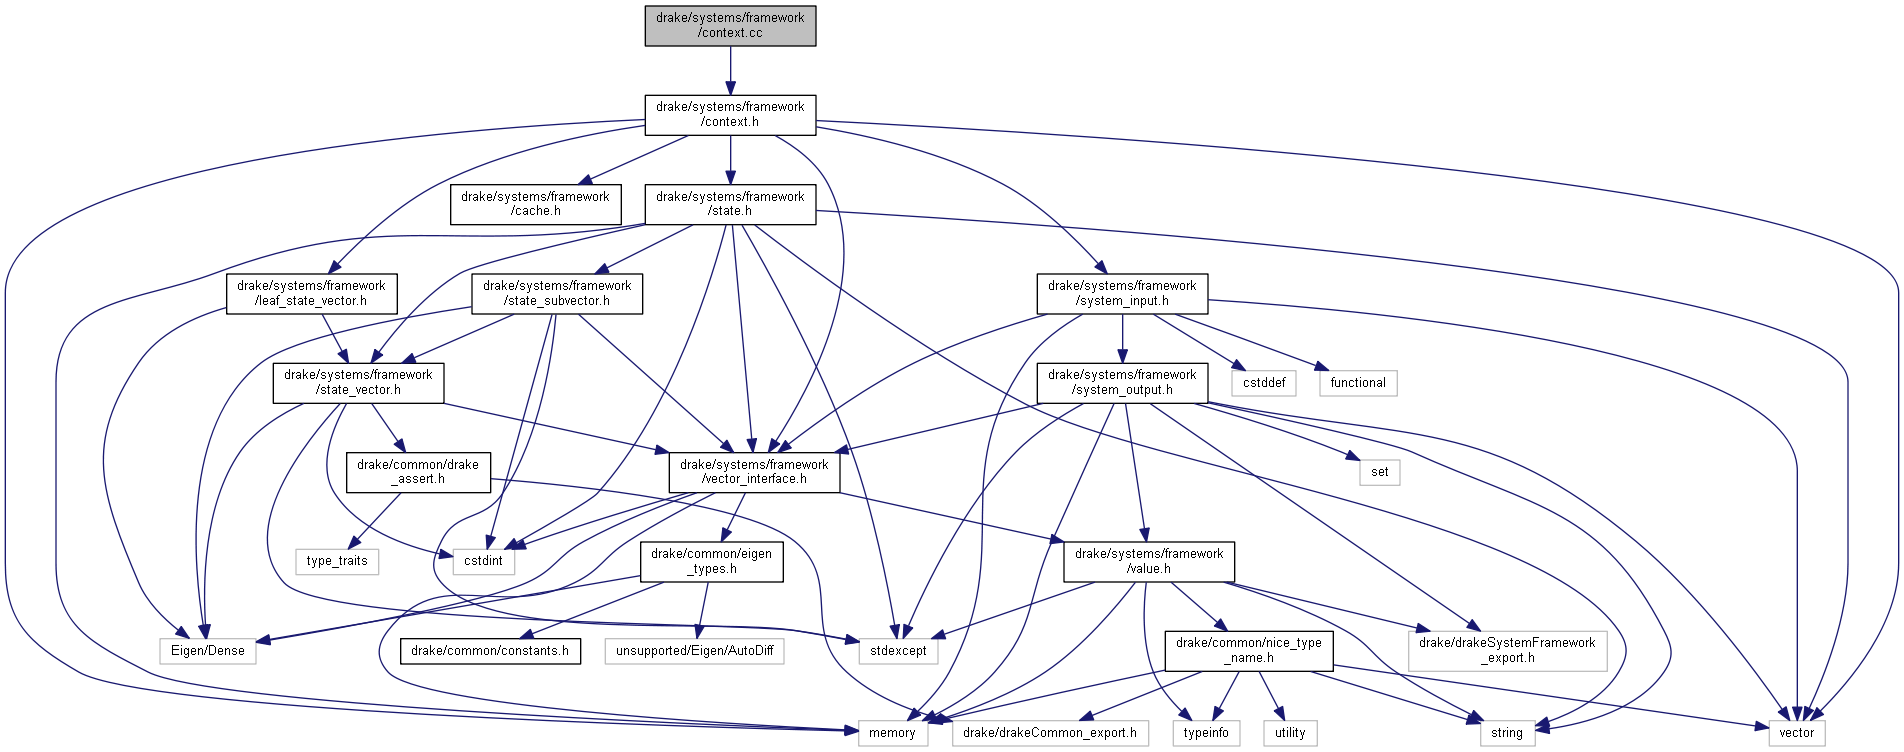 drake/systems/framework
/context.cc
drake/systems/framework
/context.h
drake/systems/framework
/cache.h
drake/systems/framework
/state.h
drake/systems/framework
/leaf_state_vector.h
drake/systems/framework
/state_subvector.h
drake/systems/framework
/system_input.h
drake/systems/framework
/state_vector.h
drake/systems/framework
/system_output.h
cstddef
functional
drake/common/drake
_assert.h
drake/systems/framework
/vector_interface.h
set
type_traits
cstdint
drake/common/eigen
_types.h
drake/systems/framework
/value.h
Eigen/Dense
drake/common/constants.h
unsupported/Eigen/AutoDiff
stdexcept
drake/common/nice_type
_name.h
drake/drakeSystemFramework
_export.h
memory
drake/drakeCommon_export.h
typeinfo
utility
string
vector